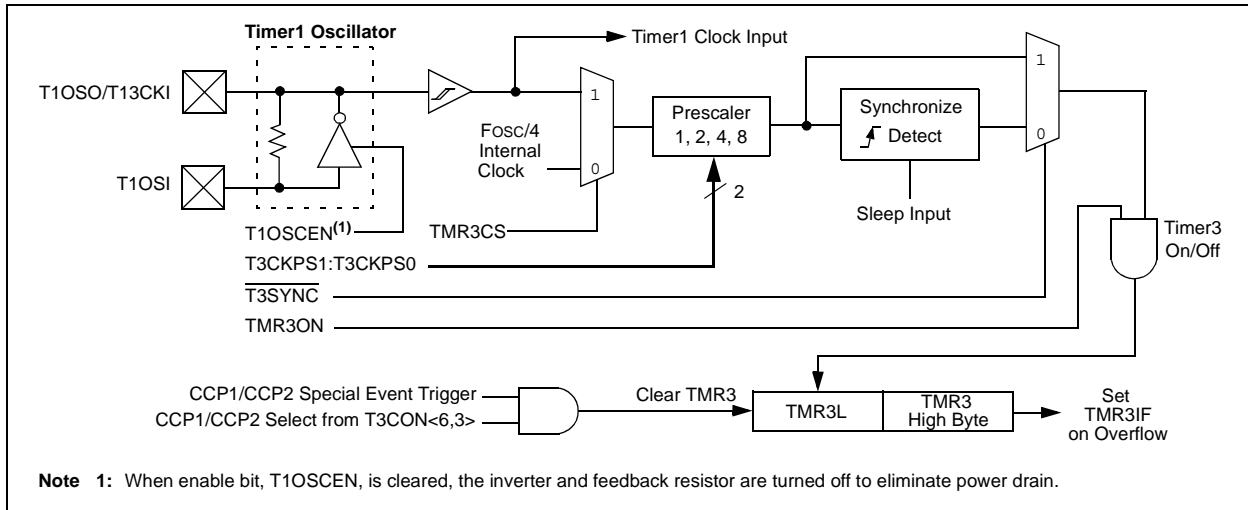 Timer1 Oscillator
Timer1 Clock Input
T1OSO/T13CKI
1
Prescaler
1, 2, 4, 8
Synchronize
Detect
1
0
FOSC/4
Internal
Clock
0
2
T1OSI
Sleep Input
T1OSCEN(1)
TMR3CS
Timer3
On/Off
T3CKPS1:T3CKPS0
T3SYNC
TMR3ON
CCP1/CCP2 Special Event Trigger
CCP1/CCP2 Select from T3CON<6,3>
Clear TMR3
TMR3L
TMR3
High Byte
Set
TMR3IF
on Overflow
Note 1: When enable bit, T1OSCEN, is cleared, the inverter and feedback resistor are turned off to eliminate power drain.